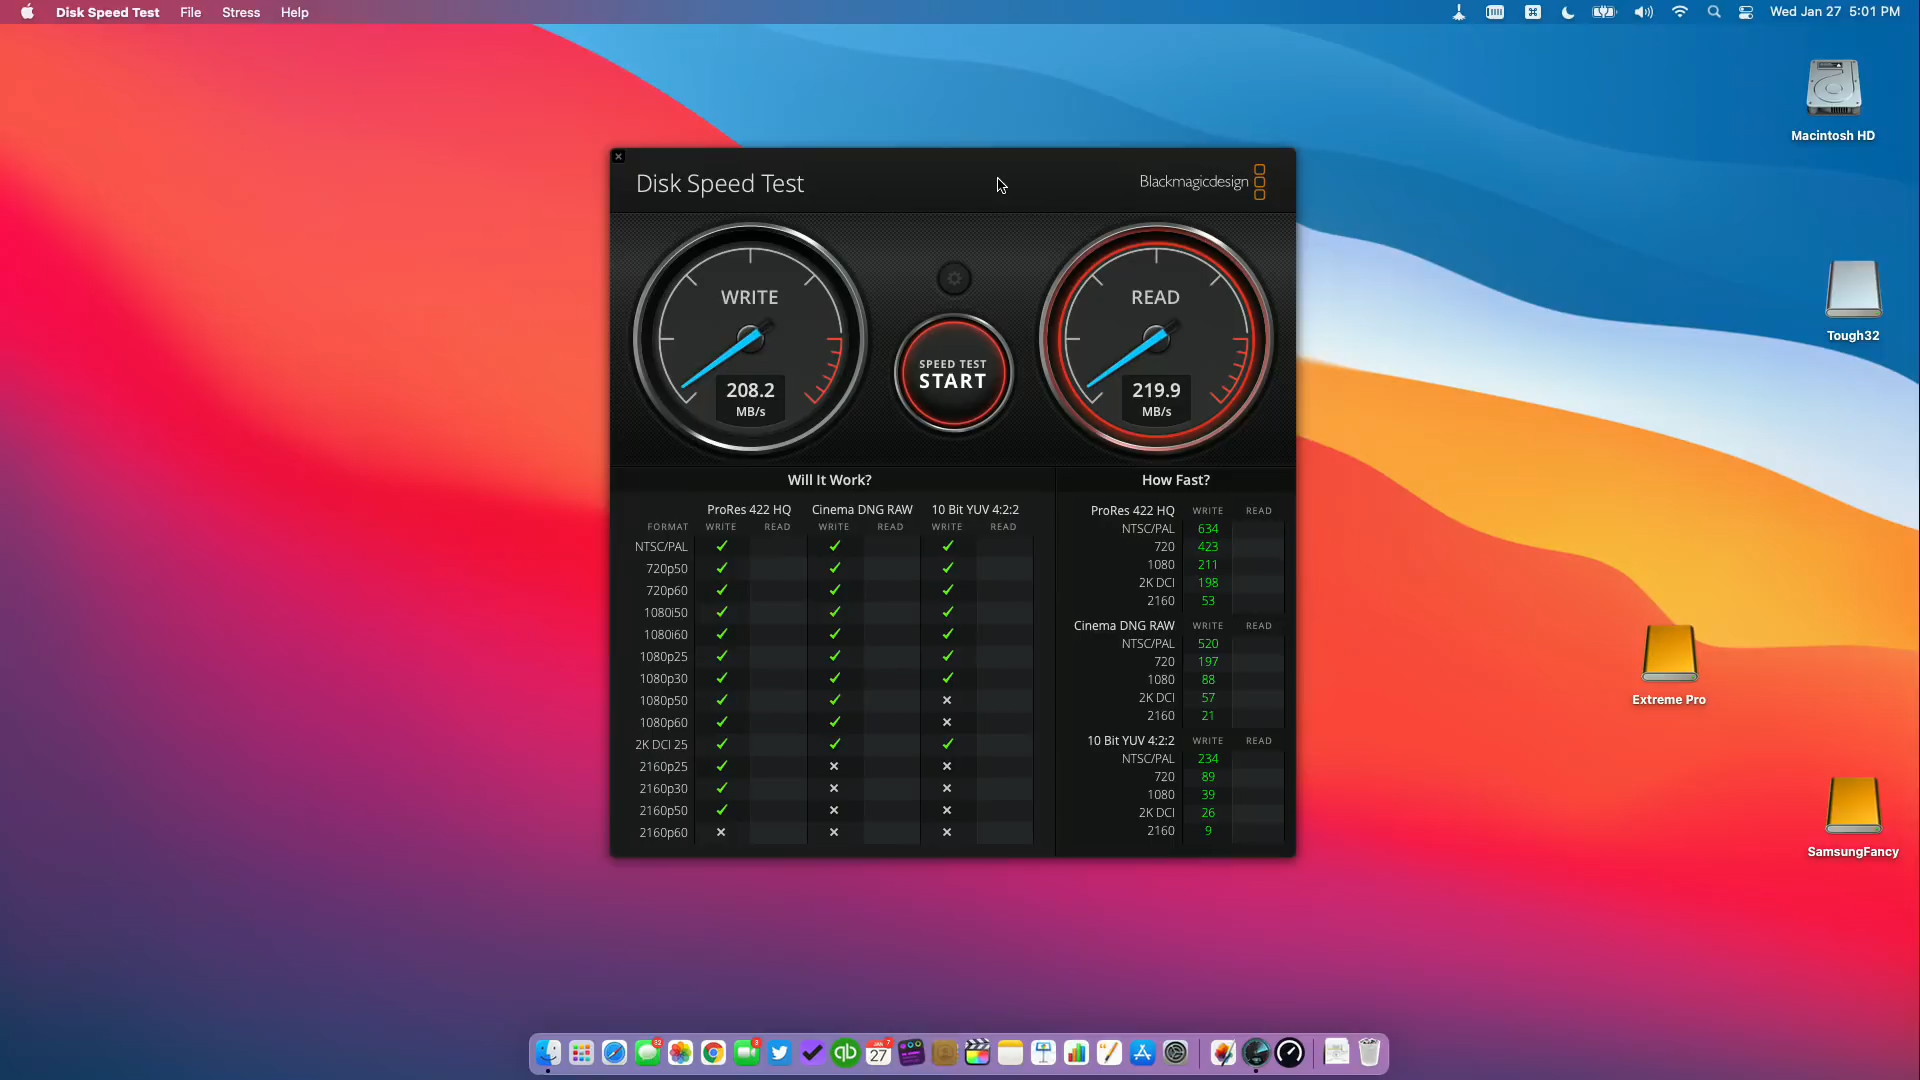 Disk Speed Test File Stress Help
Wed Jan 27 5:01 PM
Macintosh HD
Tough32
Extreme Pro
SamsungFancy
Disk Speed Test
Blackmagicdesign
WRITE
208.2
MB/s
SPEED TEST
START
READ
219.9
MB/s
Will It Work?
ProRes 422 HQ Cinema DNG RAW 10 Bit YUV 4:2:2
FORMAT WRITE READ WRITE READ WRITE READ
NTSC/PAL ✓ ✓ ✓
720p50 ✓ ✓ ✓
720p60 ✓ ✓ ✓
1080i50 ✓ ✓ ✓
1080i60 ✓ ✓ ✓
1080p25 ✓ ✓ ✓
1080p30 ✓ ✓ ✓
1080p50 ✓ ✓ ×
1080p60 ✓ ✓ ×
2K DCI 25 ✓ ✓ ✓
2160p25 ✓ × ×
2160p30 ✓ × ×
2160p50 ✓ × ×
2160p60 × × ×
How Fast?
ProRes 422 HQ WRITE READ
NTSC/PAL 634
720 423
1080 211
2K DCI 198
2160 53
Cinema DNG RAW WRITE READ
NTSC/PAL 520
720 197
1080 88
2K DCI 57
2160 21
10 Bit YUV 4:2:2 WRITE READ
NTSC/PAL 234
720 89
1080 39
2K DCI 26
2160 9
qb
JAN
27
7